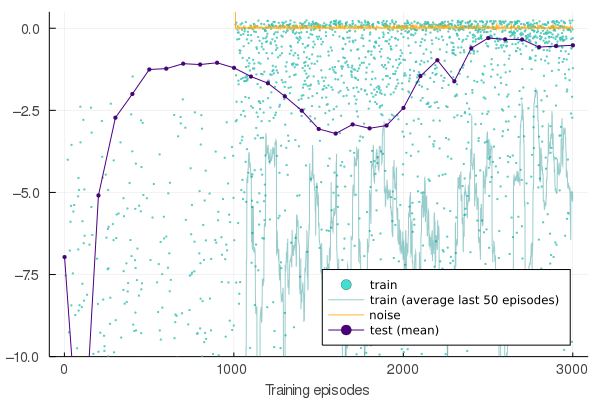 0.0
−2.5
−5.0
−7.5
−10.0
0
1000
2000
3000
Training episodes
train
train (average last 50 episodes)
noise
test (mean)